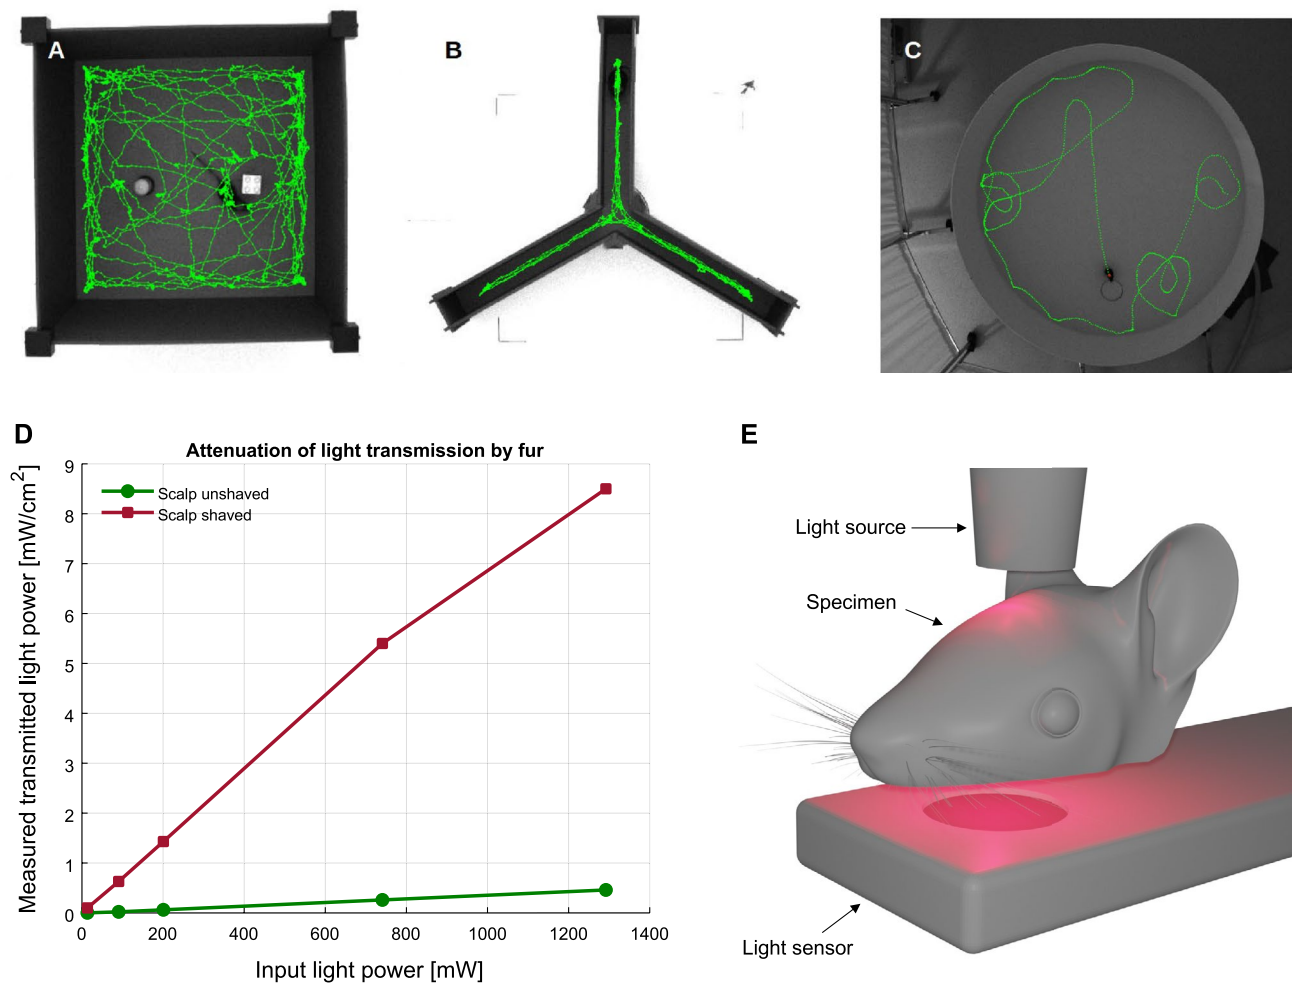 A
B
C
D
Attenuation of light transmission by fur
Measured transmitted light power [mW/cm2]
9
8
7
6
5
4
3
2
1
0
Scalp unshaved
Scalp shaved
0 200 400 600 800 1000 1200 1400
Input light power [mW]
E
Light source
Specimen
Light sensor